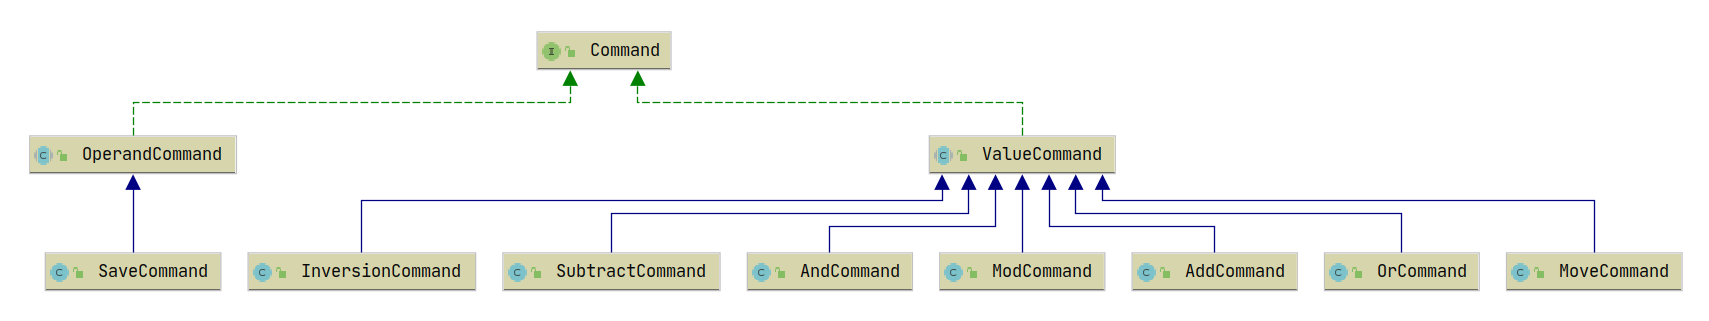 Command
OperandCommand
ValueCommand
SaveCommand
InversionCommand
SubtractCommand
AndCommand
ModCommand
AddCommand
OrCommand
MoveCommand